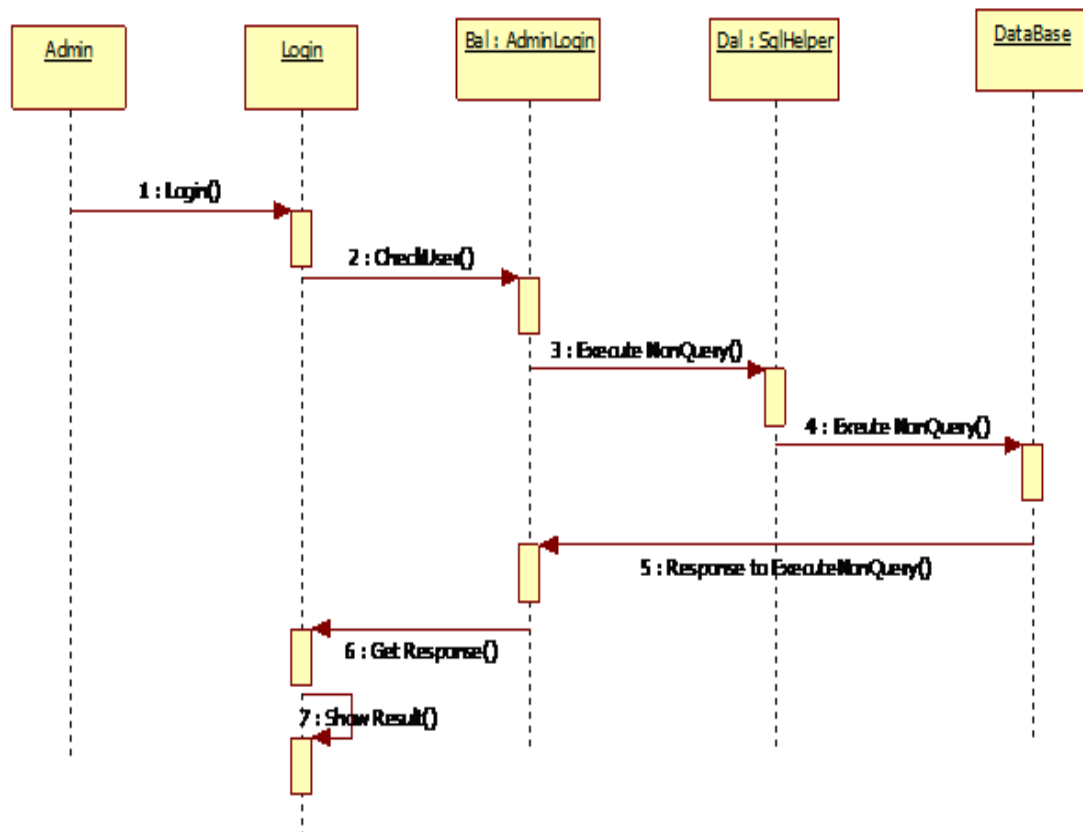 Admin
Login
Bal : AdminLogin
Dal : SqlHelper
DataBase
1 : Login()
2 : CheckUser()
3 : Execute NonQuery()
4 : Exeute NonQuery()
5 : Response to ExecuteNonQuery()
6 : Get Response()
7 : Show Result()